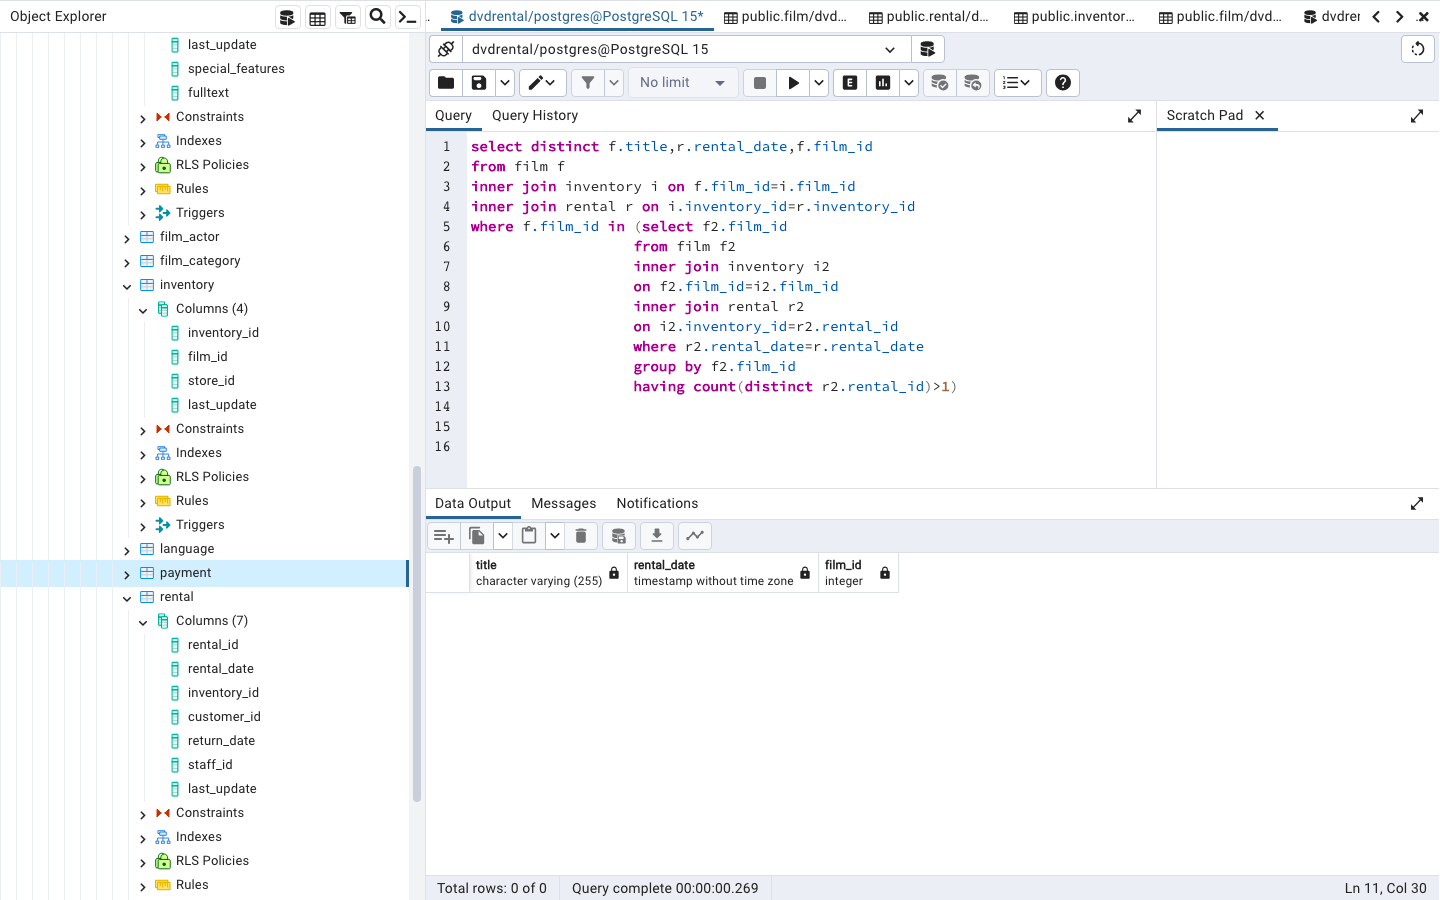 Object Explorer
last_update
special_features
fulltext
Constraints
Indexes
RLS Policies
Rules
Triggers
film_actor
film_category
inventory
Columns (4)
inventory_id
film_id
store_id
last_update
Constraints
Indexes
RLS Policies
Rules
Triggers
language
payment
rental
Columns (7)
rental_id
rental_date
inventory_id
customer_id
return_date
staff_id
last_update
Constraints
Indexes
RLS Policies
Rules
. dvdrental/postgres@PostgreSQL 15* public.film/dvd... public.rental/d... public.inventor... public.film/dvd... dvdrer
dvdrental/postgres@PostgreSQL 15
No limit E
Query Query History Scratch Pad
1 select distinct f.title,r.rental_date,f.film_id
2 from film f
3 inner join inventory i on f.film_id=i.film_id
4 inner join rental r on i.inventory_id=r.inventory_id
5 where f.film_id in (select f2.film_id
6 from film f2
7 inner join inventory i2
8 on f2.film_id=i2.film_id
9 inner join rental r2
10 on i2.inventory_id=r2.rental_id
11 where r2.rental_date=r.rental_date
12 group by f2.film_id
13 having count(distinct r2.rental_id)>1)
14
15
16
Data Output Messages Notifications
title rental_date film_id
character varying (255) timestamp without time zone integer
Total rows: 0 of 0 Query complete 00:00:00.269 Ln 11, Col 30